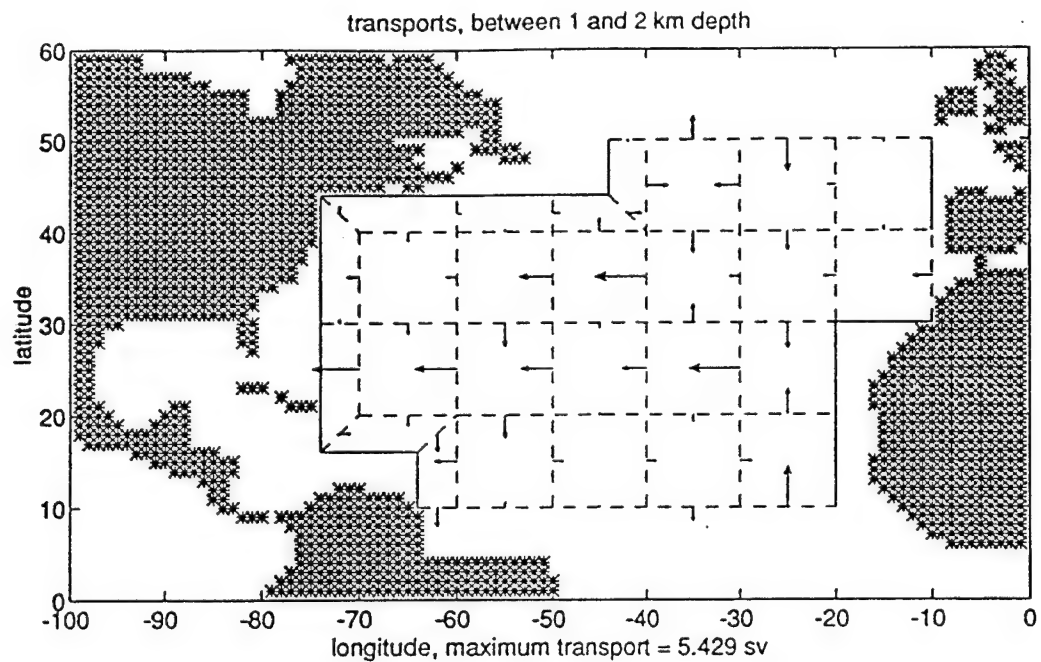 transports, between 1 and 2 km depth
60
50
40
30
20
10
0
latitude
-100 -90 -80 -70 -60 -50 -40 -30 -20 -10 0
longitude, maximum transport = 5.429 sv